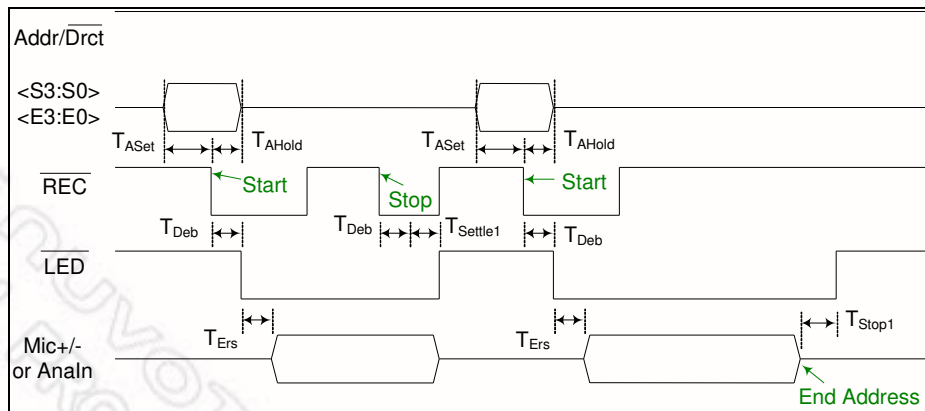 Addr/Drct
<S3:S0>
<E3:E0>
TASet TAHold TASet TAHold
REC
Start Stop Start
TDeb TDeb TSettle1 TDeb
LED
TErs TErs TStop1
Mic+/-
or AnaIn
End Address